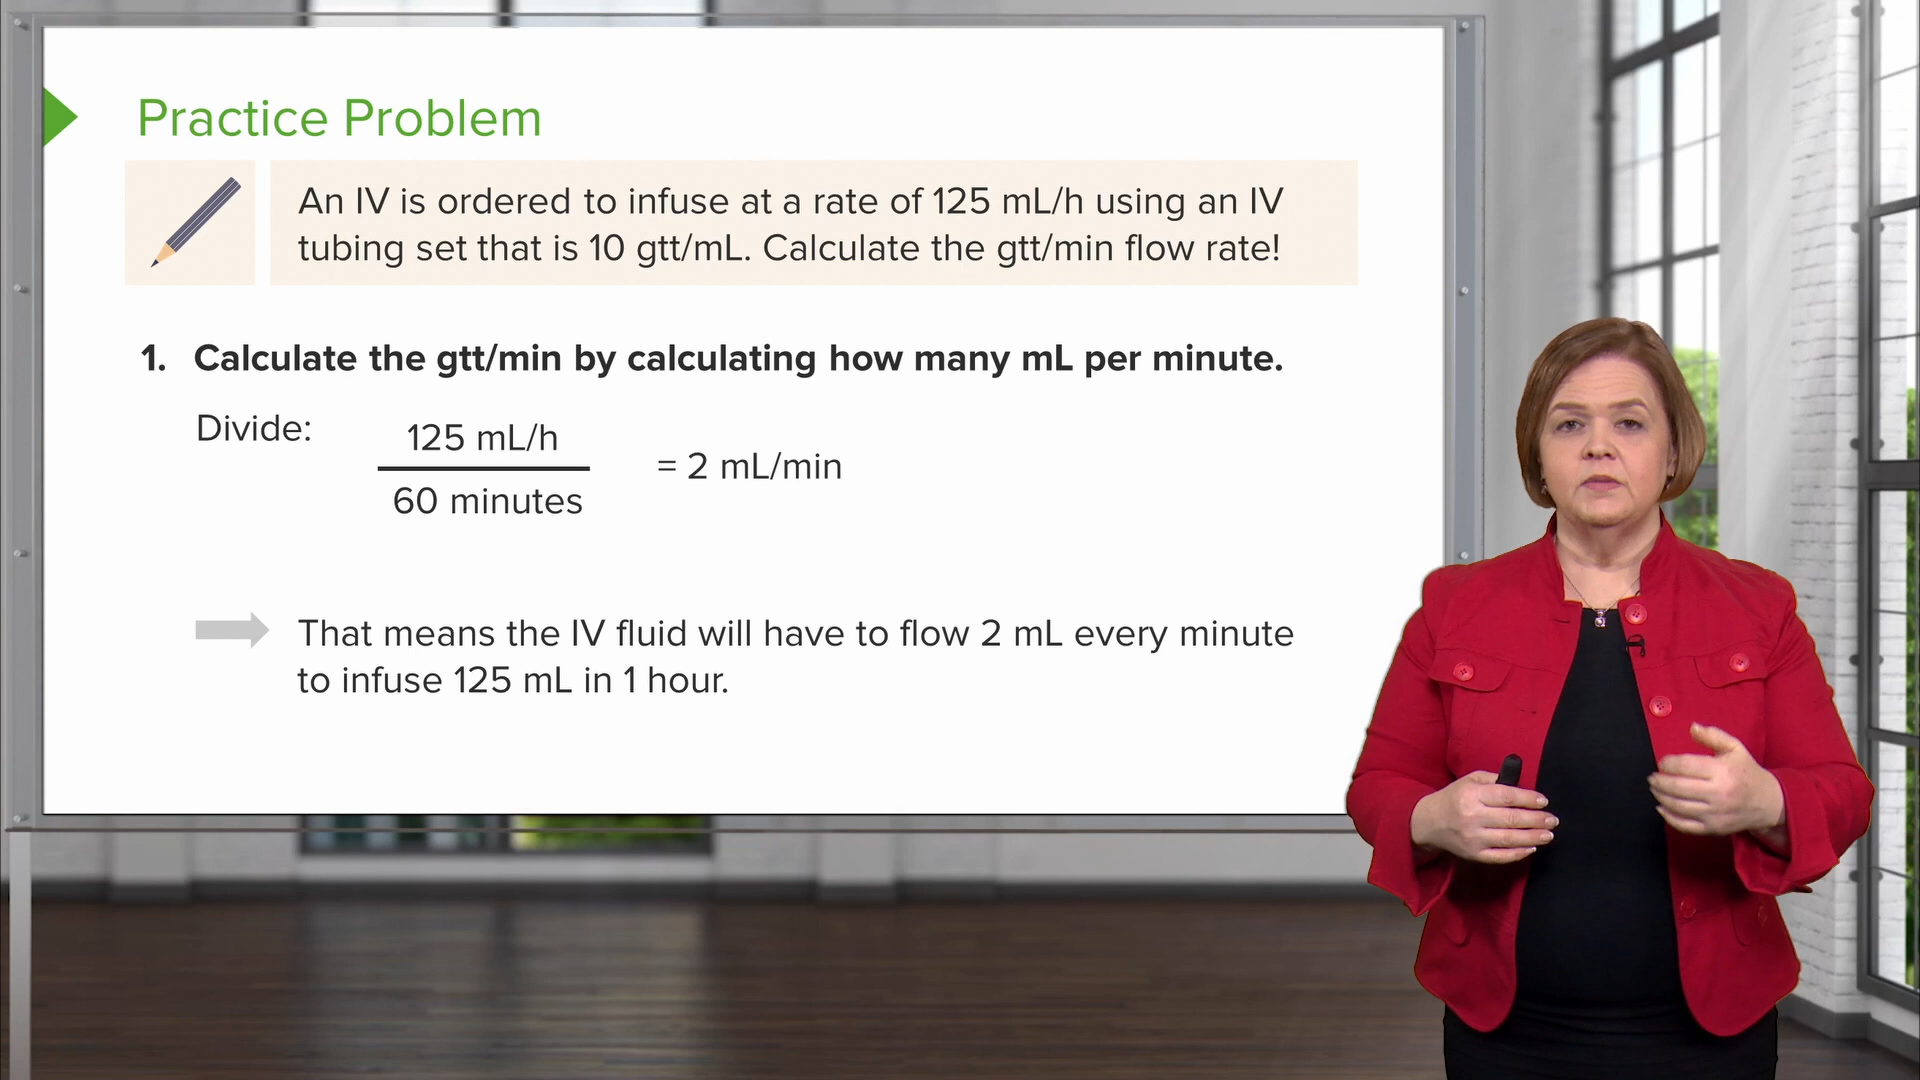 Practice Problem
An IV is ordered to infuse at a rate of 125 mL/h using an IV
tubing set that is 10 gtt/mL. Calculate the gtt/min flow rate!
1. Calculate the gtt/min by calculating how many mL per minute.
Divide:
125 mL/h
60 minutes
= 2 mL/min
That means the IV fluid will have to flow 2 mL every minute
to infuse 125 mL in 1 hour.